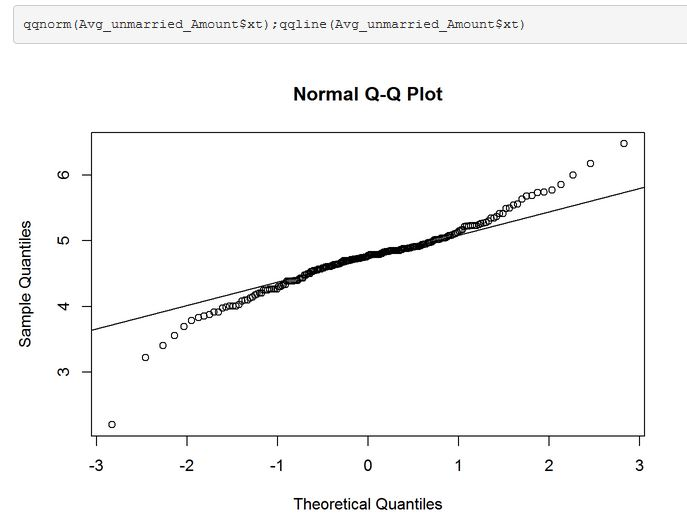 qqnorm(Avg_unmarried_Amount$xt);qqline(Avg_unmarried_Amount$xt)
Normal Q-Q Plot
Sample Quantiles
6
5
4
3
-3 -2 -1 0 1 2 3
Theoretical Quantiles